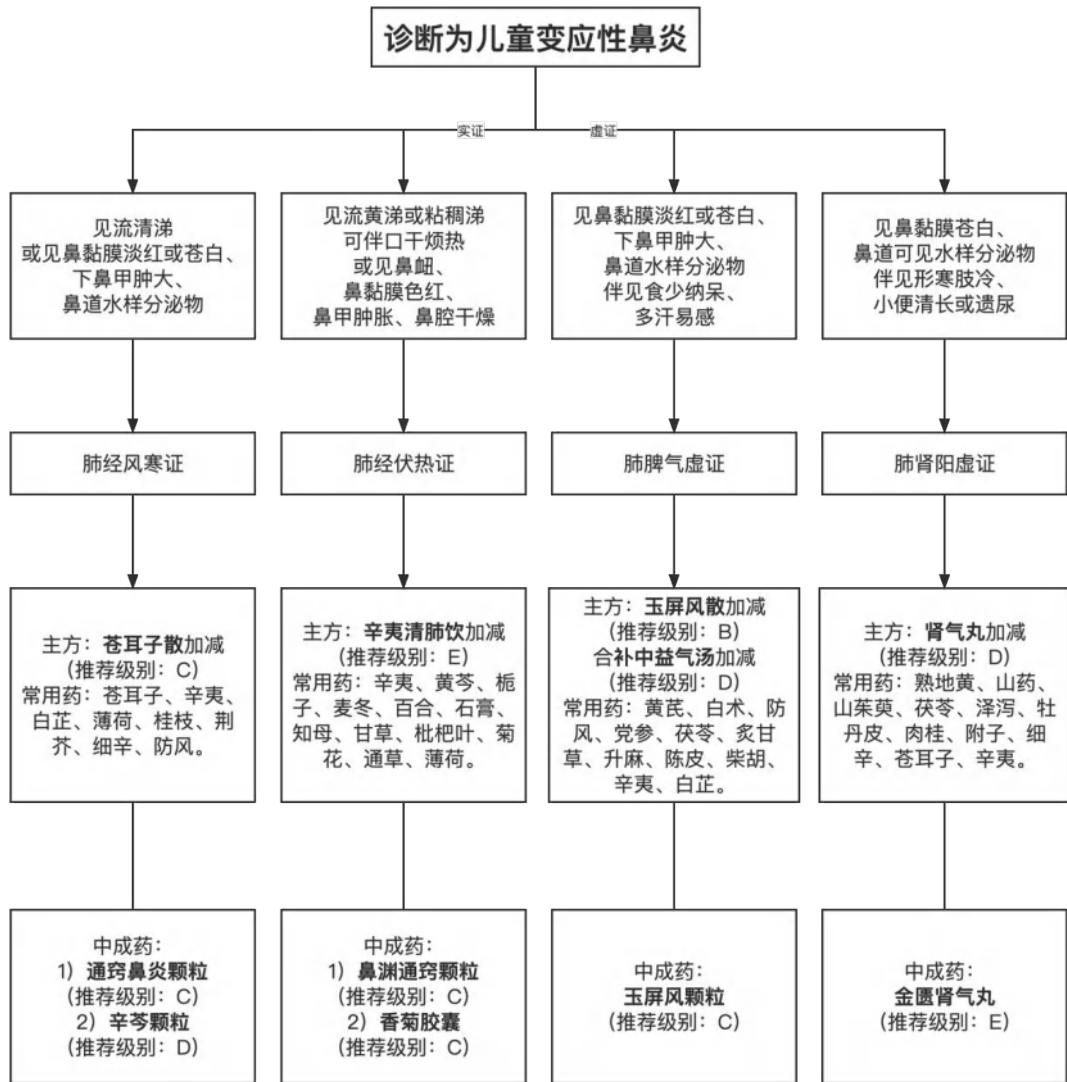 诊断为儿童变应性鼻炎
实证
虚证
见流清涕
或见鼻黏膜淡红或苍白、
下鼻甲肿大、
鼻道水样分泌物
见流黄涕或粘稠涕
可伴口干烦热
或见鼻衄、
鼻黏膜色红、
鼻甲肿胀、鼻腔干燥
见鼻黏膜淡红或苍白、
下鼻甲肿大、
鼻道水样分泌物
伴见食少纳呆、
多汗易感
见鼻黏膜苍白、
鼻道可见水样分泌物
伴见形寒肢冷、
小便清长或遗尿
肺经风寒证
肺经伏热证
肺脾气虚证
肺肾阳虚证
主方：苍耳子散加减
(推荐级别：C)
常用药：苍耳子、辛夷、
白芷、薄荷、桂枝、荆
芥、细辛、防风。
主方：辛夷清肺饮加减
(推荐级别：E)
常用药：辛夷、黄芩、栀
子、麦冬、百合、石膏、
知母、甘草、枇杷叶、菊
花、通草、薄荷。
主方：玉屏风散加减
(推荐级别：B)
合补中益气汤加减
(推荐级别：D)
常用药：黄芪、白术、防
风、党参、茯苓、炙甘
草、升麻、陈皮、柴胡、
辛夷、白芷。
主方：肾气丸加减
(推荐级别：D)
常用药：熟地黄、山药、
山茱萸、茯苓、泽泻、牡
丹皮、肉桂、附子、细
辛、苍耳子、辛夷。
中成药：
1）通窍鼻炎颗粒
(推荐级别：C)
2）辛芩颗粒
(推荐级别：D)
中成药：
1）鼻渊通窍颗粒
(推荐级别：C)
2）香菊胶囊
(推荐级别：C)
中成药：
玉屏风颗粒
(推荐级别：C)
中成药：
金匮肾气丸
(推荐级别：E)